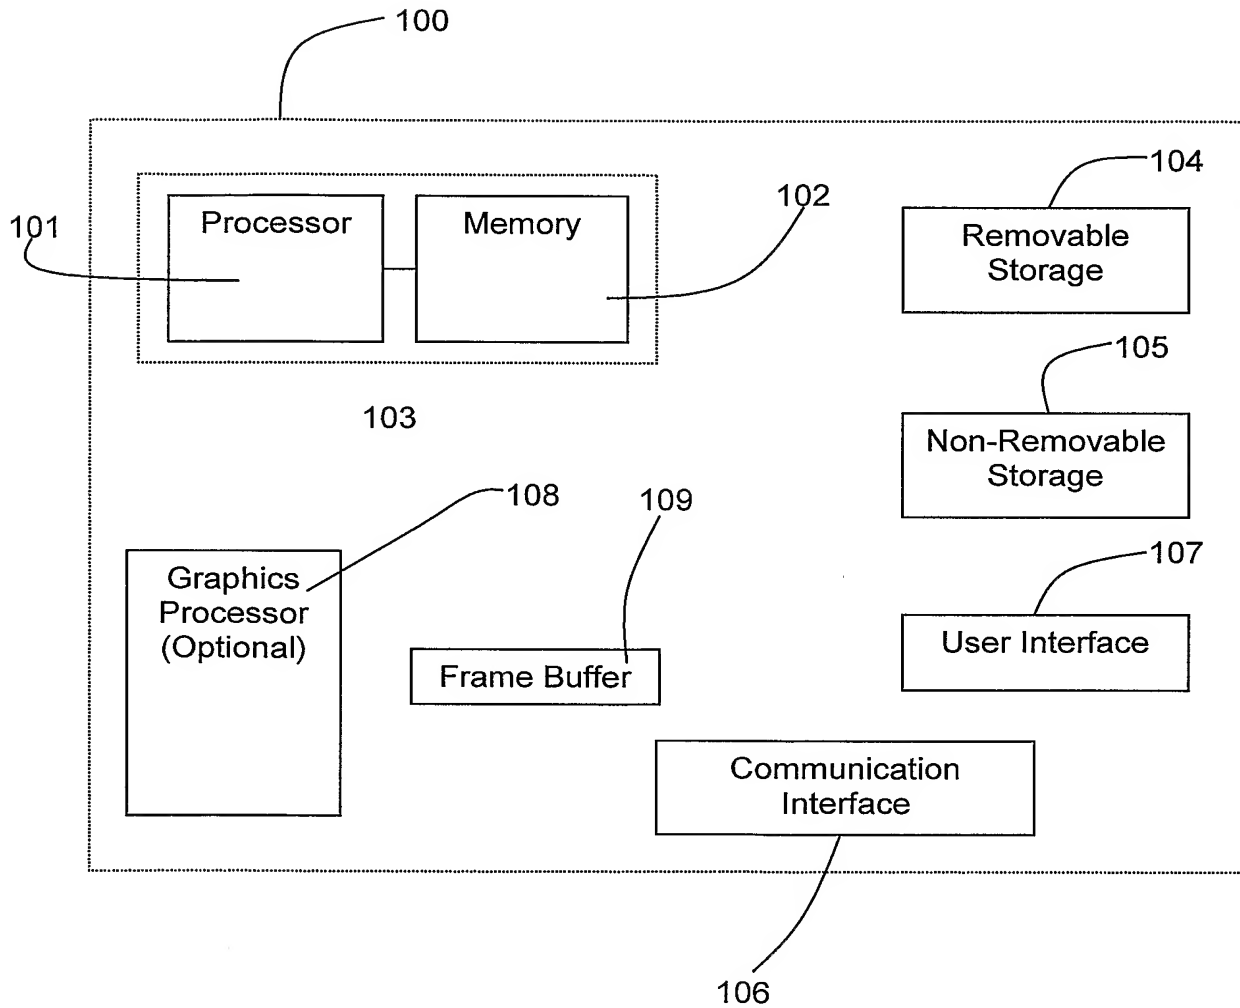 100
104
101
Processor
Memory
102
Removable
Storage
105
103
Non-Removable
Storage
108
109
107
Graphics
Processor
(Optional)
Frame Buffer
User Interface
Communication
Interface
106